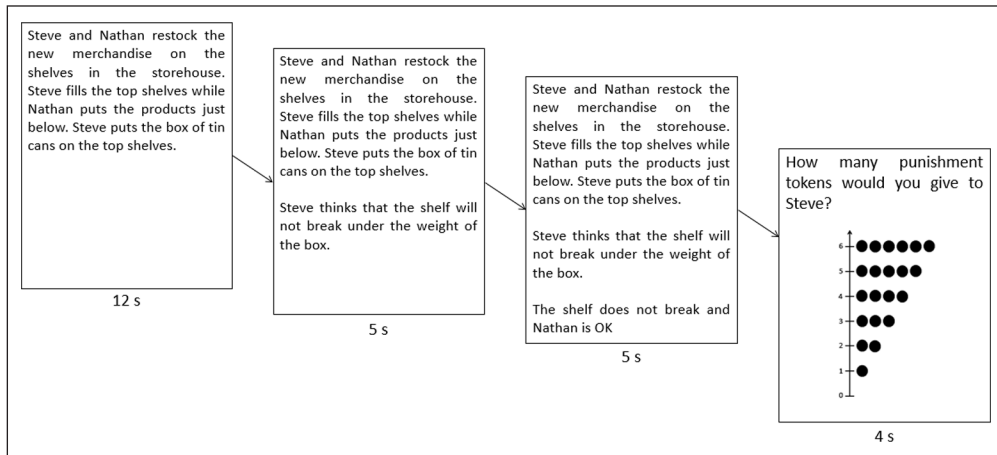 Steve and Nathan restock the
new merchandise on the
shelves in the storehouse.
Steve fills the top shelves while
Nathan puts the products just
below. Steve puts the box of tin
cans on the top shelves.
12 s
Steve and Nathan restock the
new merchandise on the
shelves in the storehouse.
Steve fills the top shelves while
Nathan puts the products just
below. Steve puts the box of tin
cans on the top shelves.
Steve thinks that the shelf will
not break under the weight of
the box.
5 s
Steve and Nathan restock the
new merchandise on the
shelves in the storehouse.
Steve fills the top shelves while
Nathan puts the products just
below. Steve puts the box of tin
cans on the top shelves.
Steve thinks that the shelf will
not break under the weight of
the box.
The shelf does not break and
Nathan is OK
5 s
How many punishment
tokens would you give to
Steve?
6
5
4
3
2
1
0
4 s